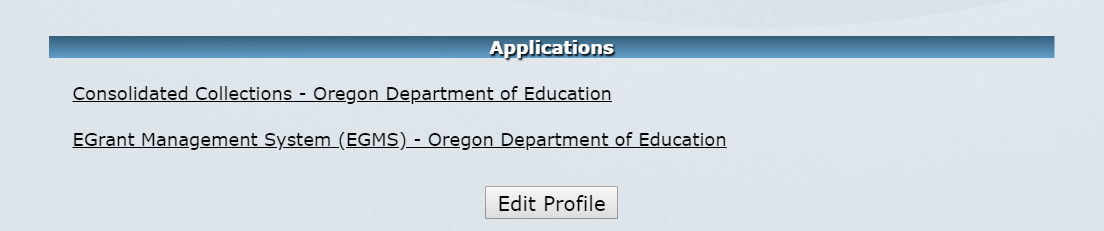 Applications
Consolidated Collections - Oregon Department of Education
EGrant Management System (EGMS) - Oregon Department of Education
Edit Profile